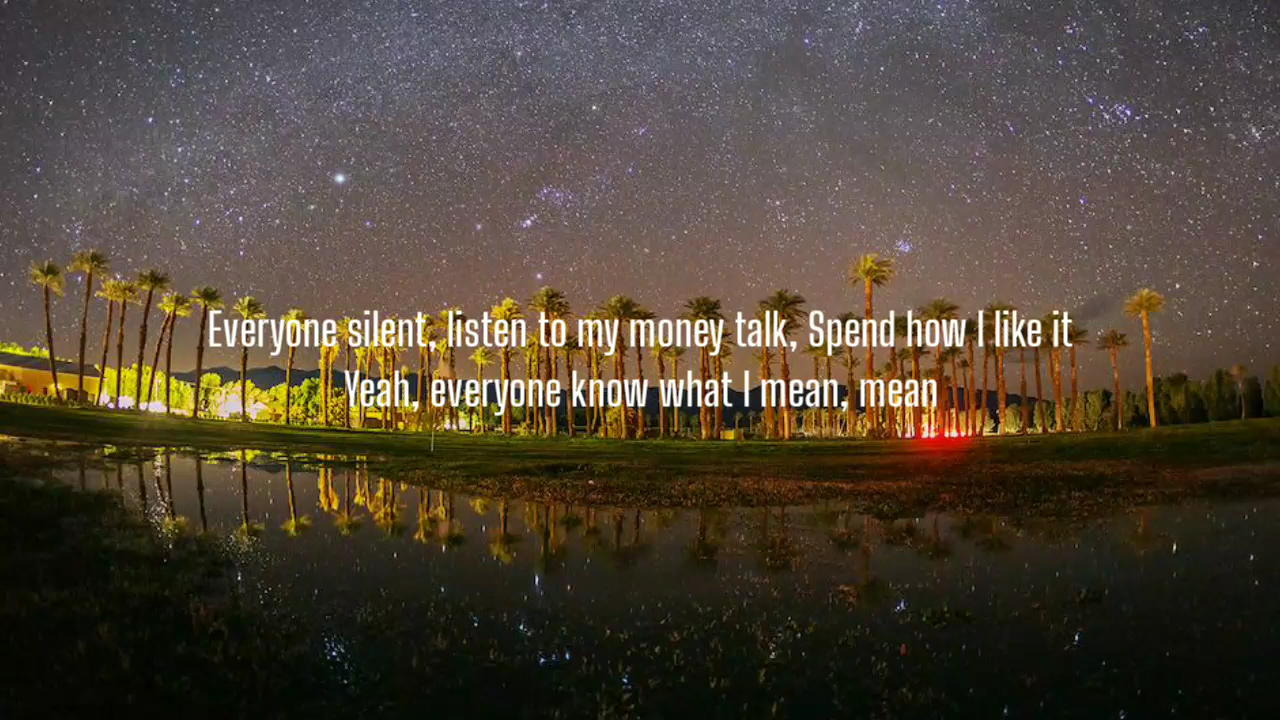 Everyone silent, listen to my money talk, Spend how I like it
Yeah, everyone know what I mean, mean